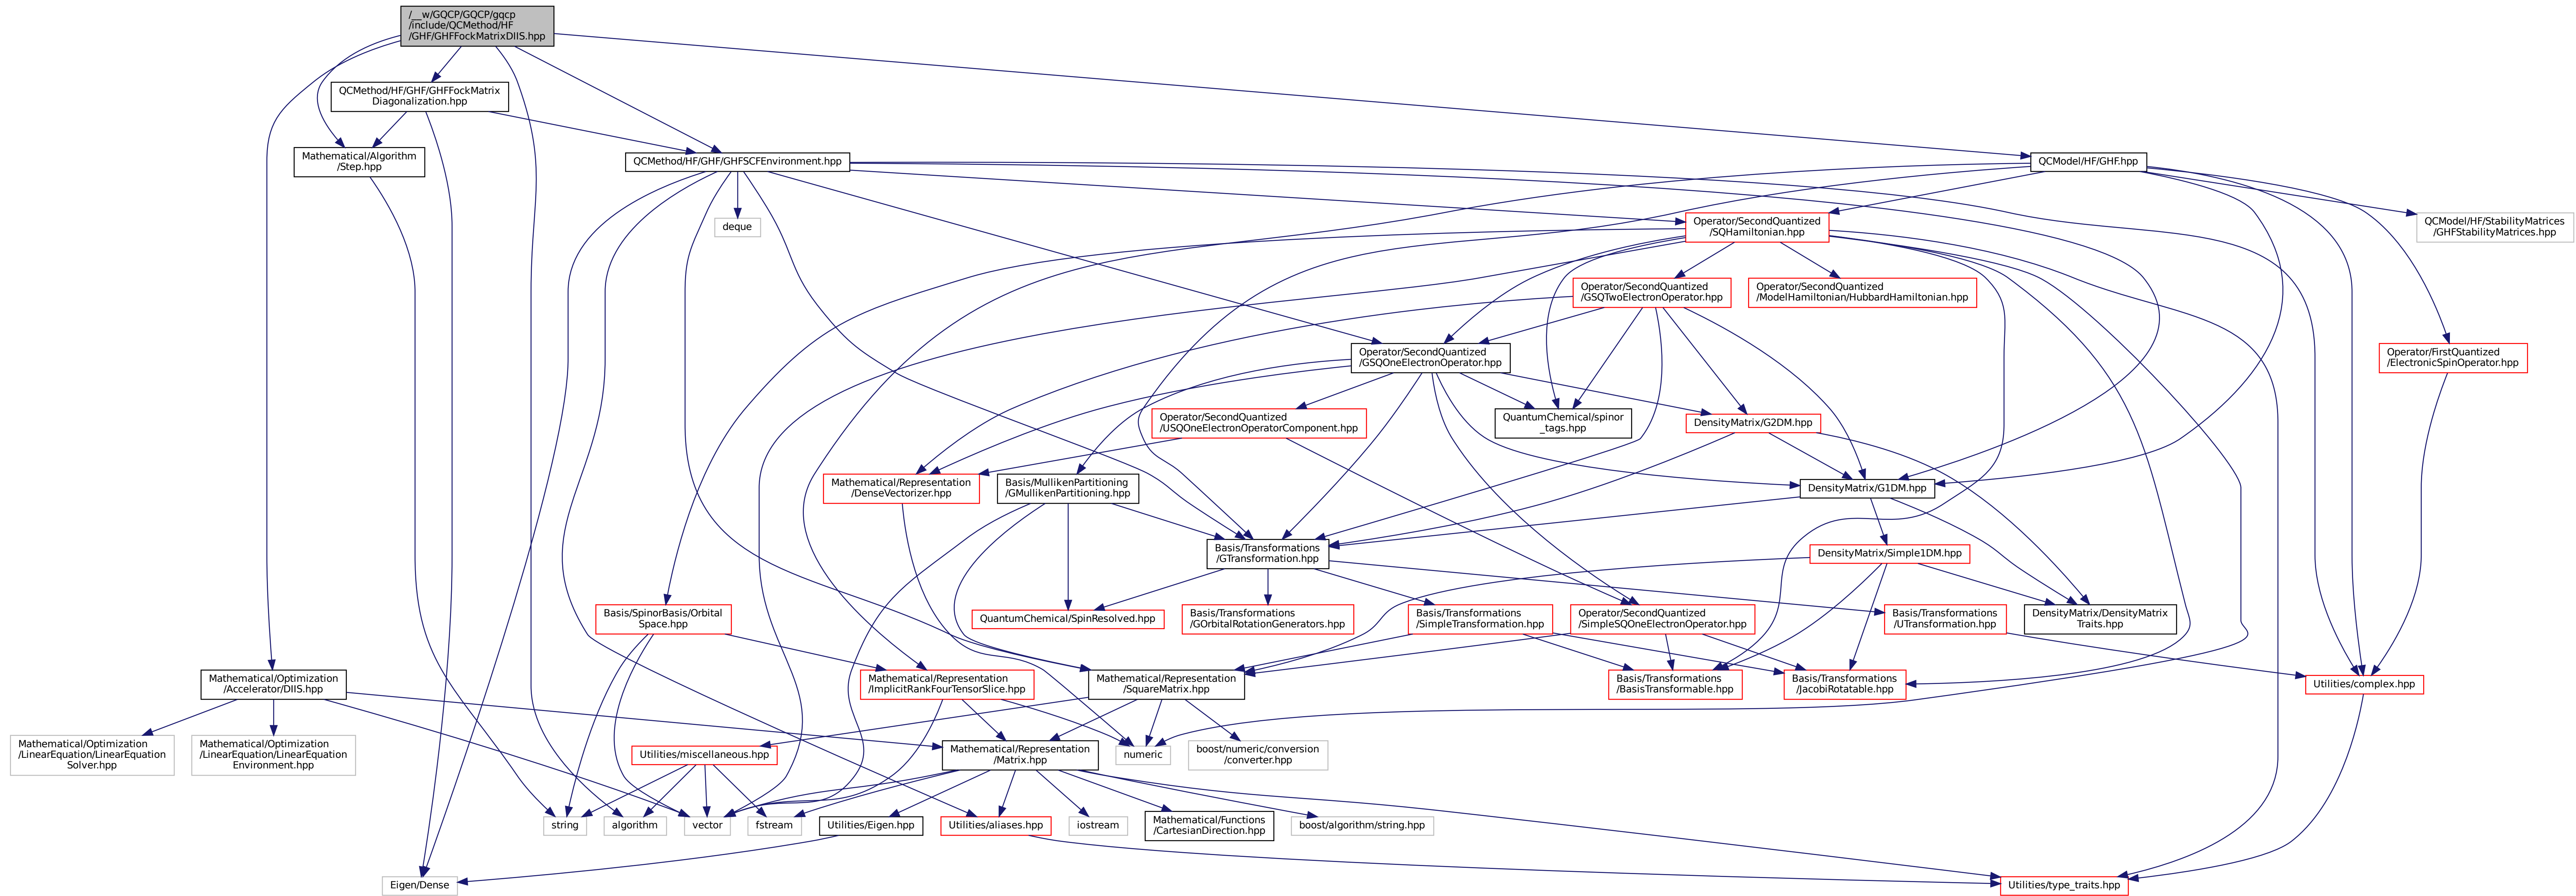 /__w/GQCP/GQCP/gqcp
/include/QCMethod/HF
/GHF/GHFFockMatrixDIIS.hpp
QCMethod/HF/GHF/GHFFockMatrix
Diagonalization.hpp
Mathematical/Algorithm
/Step.hpp
QCMethod/HF/GHF/GHFSCFEnvironment.hpp
QCModel/HF/GHF.hpp
deque
Operator/SecondQuantized
/SQHamiltonian.hpp
QCModel/HF/StabilityMatrices
/GHFStabilityMatrices.hpp
Operator/SecondQuantized
/GSQTwoElectronOperator.hpp
Operator/SecondQuantized
/ModelHamiltonian/HubbardHamiltonian.hpp
Operator/SecondQuantized
/GSQOneElectronOperator.hpp
Operator/FirstQuantized
/ElectronicSpinOperator.hpp
Operator/SecondQuantized
/USQOneElectronOperatorComponent.hpp
QuantumChemical/spinor
_tags.hpp
DensityMatrix/G2DM.hpp
Mathematical/Representation
/DenseVectorizer.hpp
Basis/MullikenPartitioning
/GMullikenPartitioning.hpp
DensityMatrix/G1DM.hpp
Basis/Transformations
/GTransformation.hpp
DensityMatrix/Simple1DM.hpp
Basis/SpinorBasis/Orbital
Space.hpp
QuantumChemical/SpinResolved.hpp
Basis/Transformations
/GOrbitalRotationGenerators.hpp
Basis/Transformations
/SimpleTransformation.hpp
Operator/SecondQuantized
/SimpleSQOneElectronOperator.hpp
Basis/Transformations
/UTransformation.hpp
DensityMatrix/DensityMatrix
Traits.hpp
Mathematical/Optimization
/Accelerator/DIIS.hpp
Mathematical/Representation
/ImplicitRankFourTensorSlice.hpp
Mathematical/Representation
/SquareMatrix.hpp
Basis/Transformations
/BasisTransformable.hpp
Basis/Transformations
/JacobiRotatable.hpp
Utilities/complex.hpp
Mathematical/Optimization
/LinearEquation/LinearEquation
Solver.hpp
Mathematical/Optimization
/LinearEquation/LinearEquation
Environment.hpp
Utilities/miscellaneous.hpp
Mathematical/Representation
/Matrix.hpp
numeric
boost/numeric/conversion
/converter.hpp
string
algorithm
vector
fstream
Utilities/Eigen.hpp
Utilities/aliases.hpp
iostream
Mathematical/Functions
/CartesianDirection.hpp
boost/algorithm/string.hpp
Eigen/Dense
Utilities/type_traits.hpp